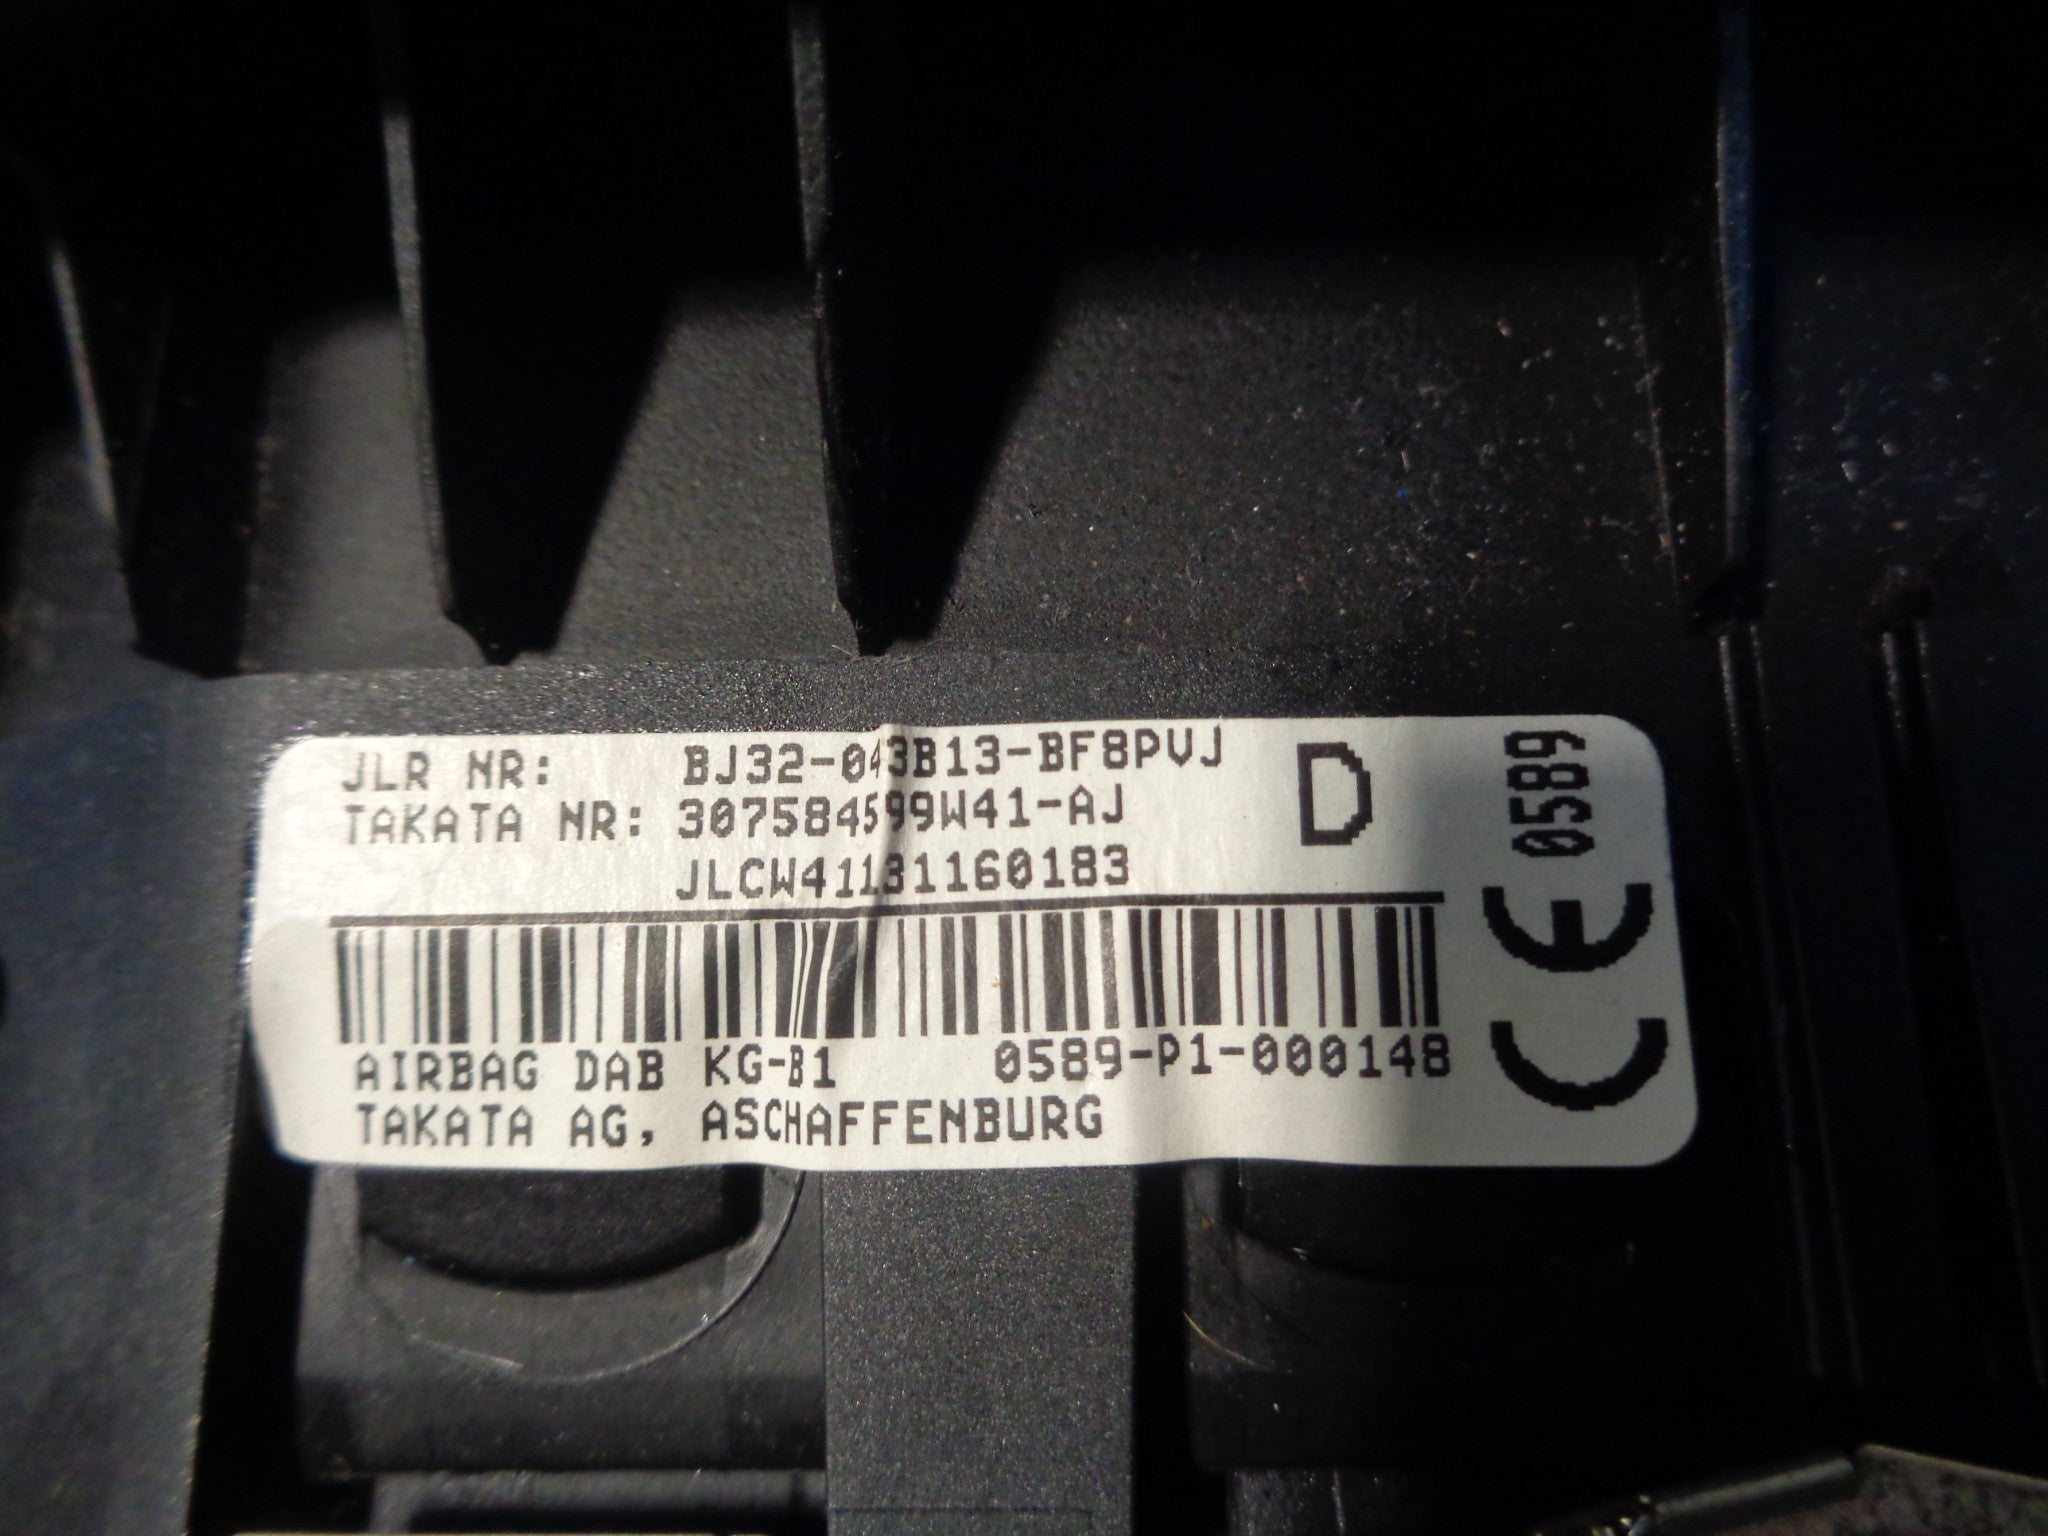 JLR NR: BJ32-043B13-BF8PVJ
TAKATA NR: 307584599W41-AJ
JLCW41131160183
D
AIRBAG DAB KG-B1 0589-P1-000148
TAKATA AG, ASCHAFFENBURG
CE 0589